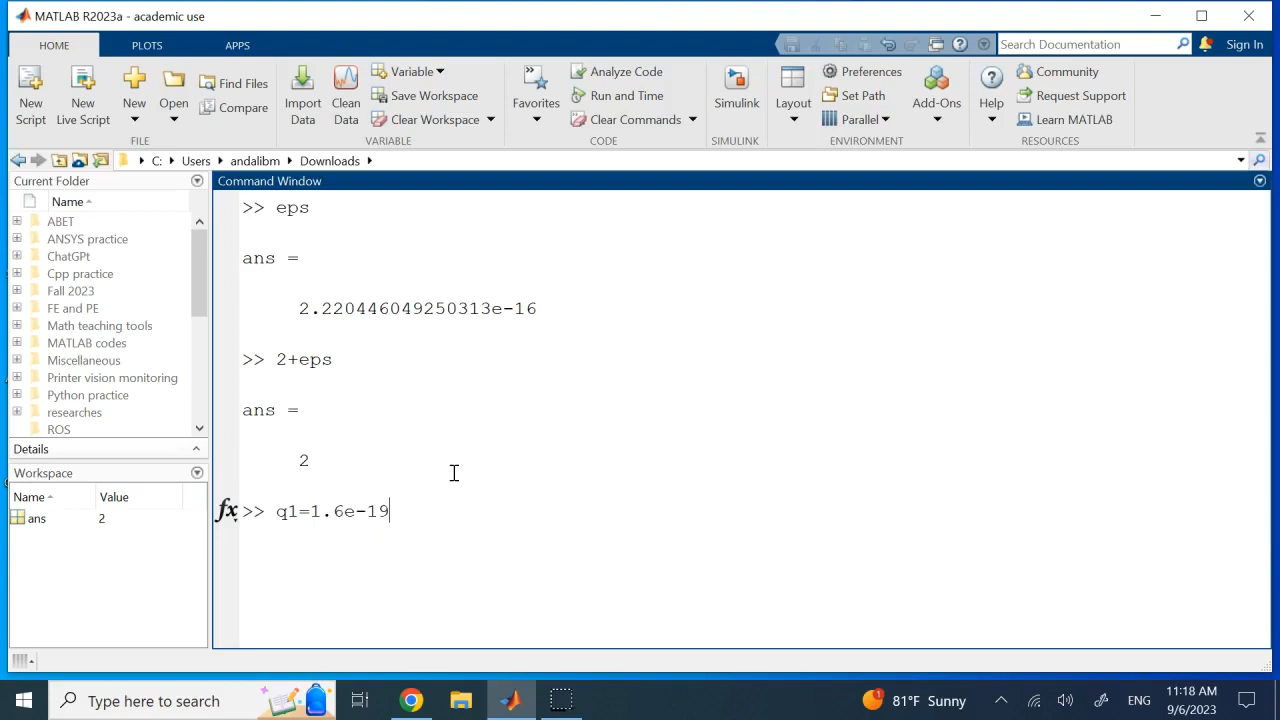 MATLAB R2023a - academic use
HOME PLOTS APPS
Search Documentation
Sign In
New Script
New Live Script
New
Open
Find Files
Compare
FILE
Import Data
Clean Data
Variable
Save Workspace
Clear Workspace
VARIABLE
Favorites
Analyze Code
Run and Time
Clear Commands
CODE
Simulink
SIMULINK
Layout
Preferences
Set Path
Parallel
Add-Ons
ENVIRONMENT
Help
Community
Request Support
Learn MATLAB
RESOURCES
C: Users andalibm Downloads
Current Folder
Name
ABET
ANSYS practice
ChatGPt
Cpp practice
Fall 2023
FE and PE
Math teaching tools
MATLAB codes
Miscellaneous
Printer vision monitoring
Python practice
researches
ROS
Details
Workspace
Name Value
ans 2
Command Window
>> eps
ans =
2.220446049250313e-16
>> 2+eps
ans =
2
fx >> q1=1.6e-19
Type here to search
1
81°F Sunny
ENG
11:18 AM
9/6/2023